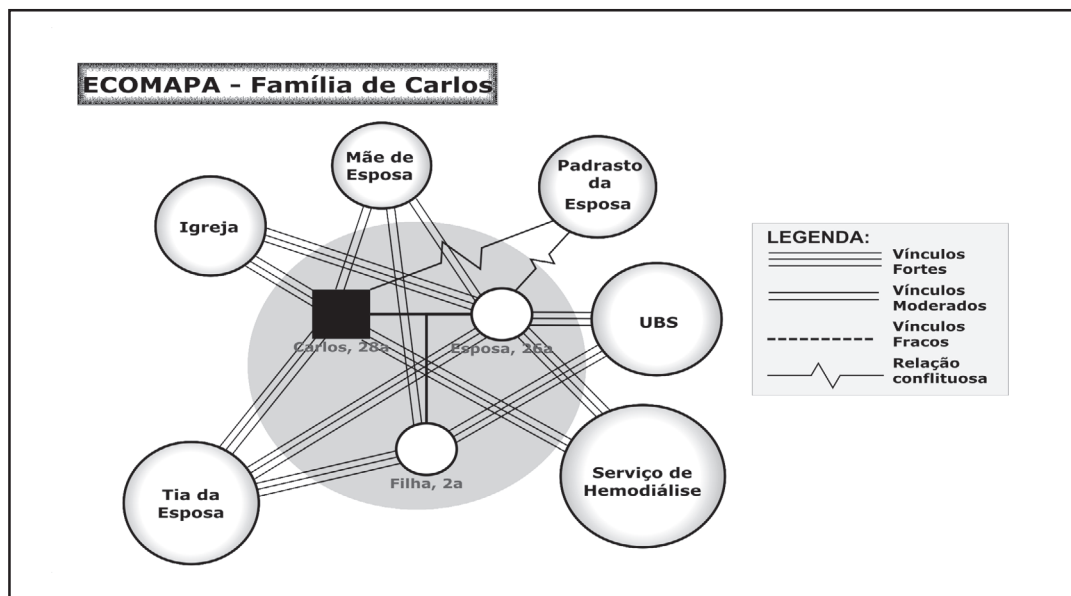 ECOMAPA - Família de Carlos
Mãe de
Esposa
Padrasto
da
Esposa
Igreja
LEGENDA:
Vínculos
Fortes
Vínculos
Moderados
Vínculos
Fracos
Relação
conflituosa
UBS
Carlos, 28a
Esposa, 26a
Filha, 2a
Tia da
Esposa
Serviço de
Hemodiálise